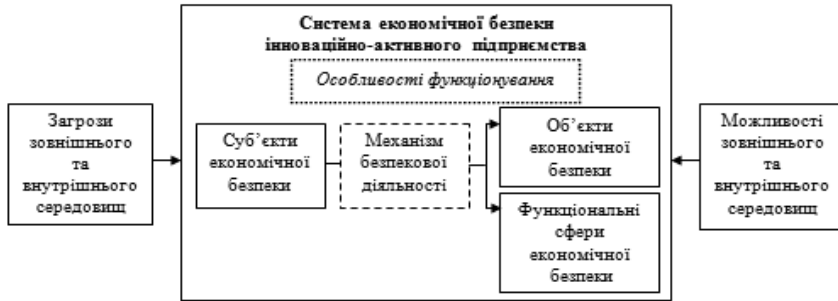 Система економічної безпеки
інноваційно-активного підприємства
Особливості функціонування
Загрози
зовнішнього
та
внутрішнього
середовищ
Суб’єкти
економічної
безпеки
Механізм
безпекової
діяльності
Об’єкти
економічної
безпеки
Функціональні
сфери
економічної
безпеки
Можливості
зовнішнього
та
внутрішнього
середовищ